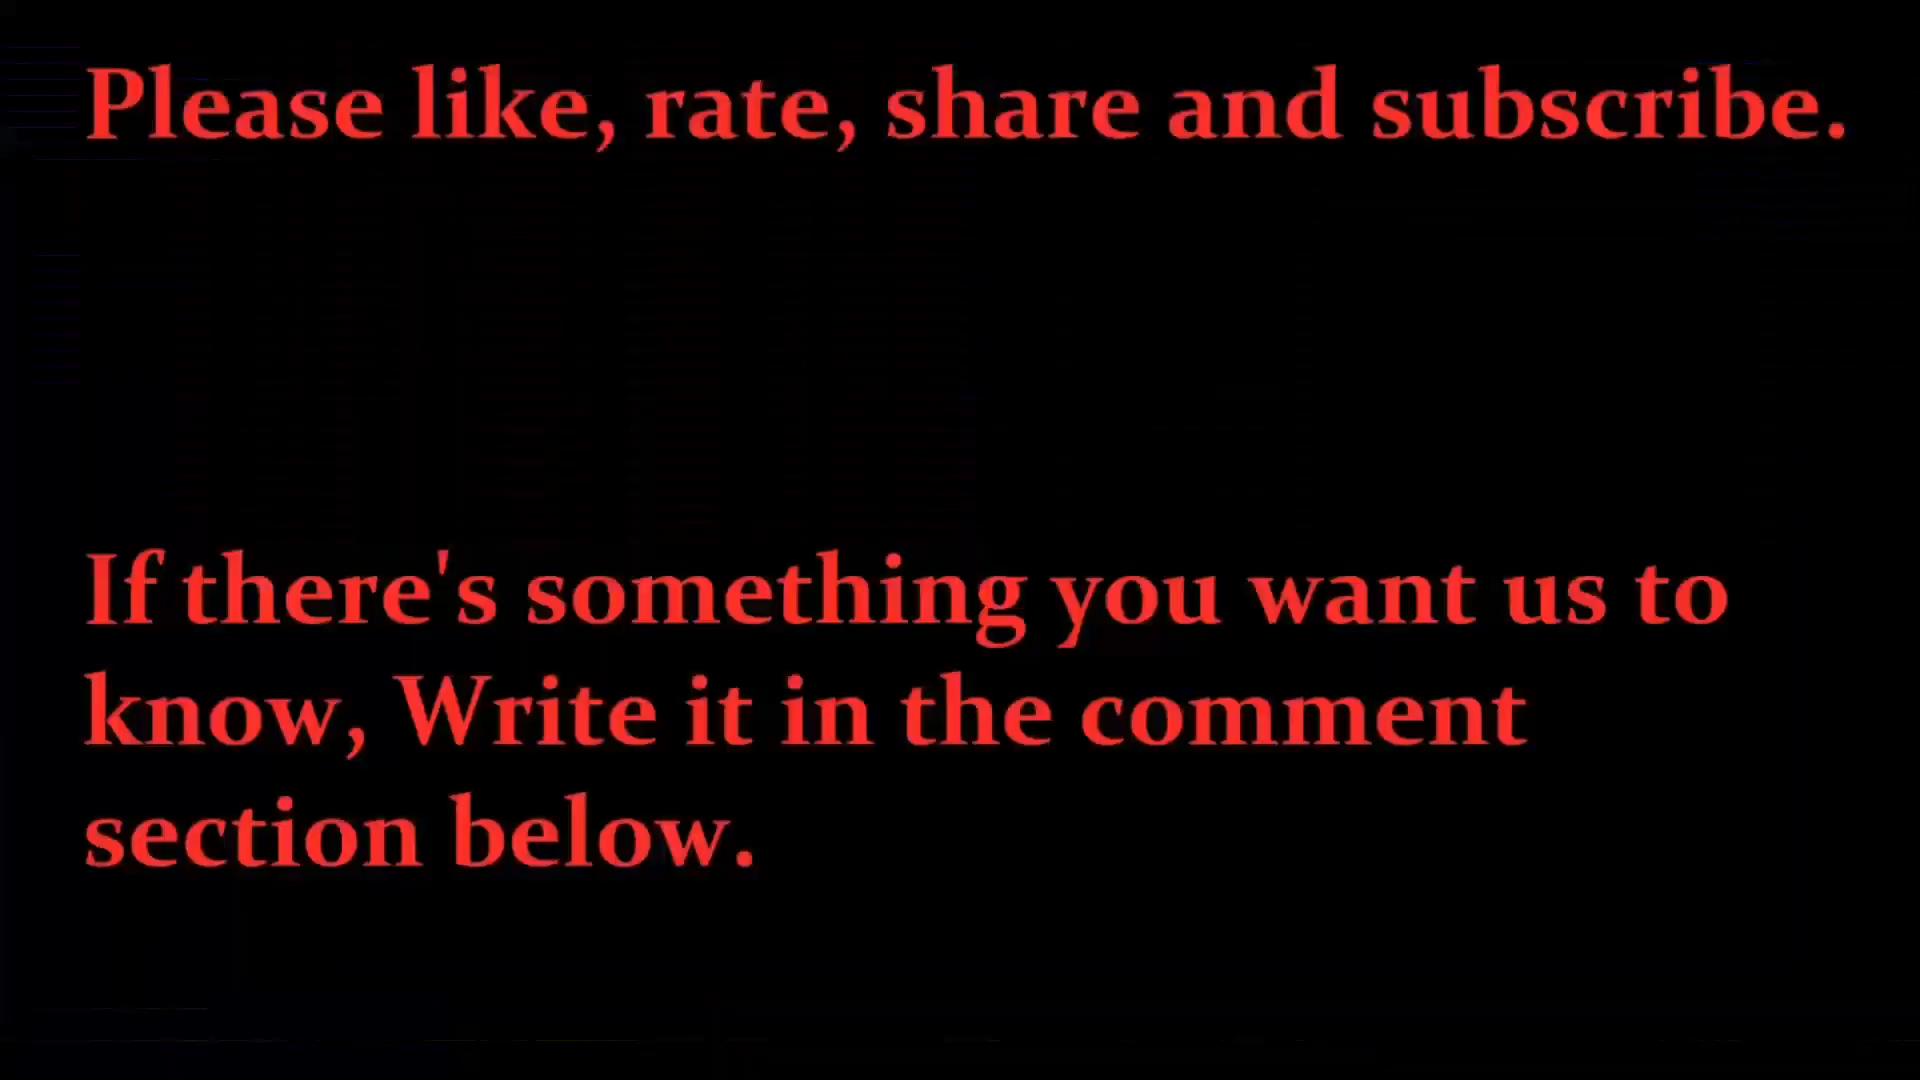 Please like, rate, share and subscribe.
If there's something you want us to
know, Write it in the comment
section below.